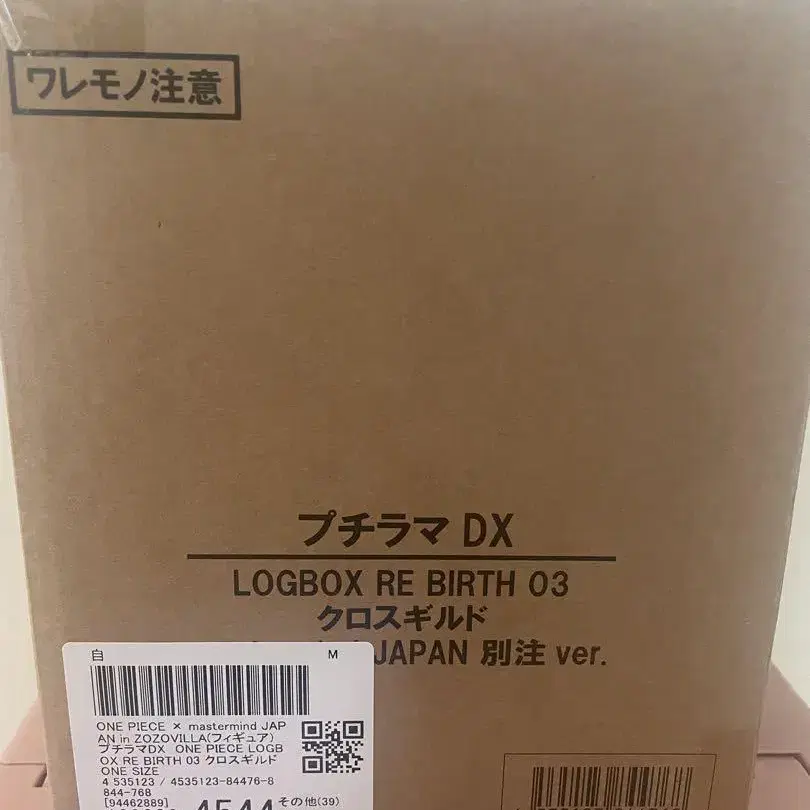 ワレモノ注意
プチラマ DX
LOGBOX RE BIRTH 03
クロスギルド
JAPAN 別注 ver.
自 M
ONE PIECE × mastermind JAP
AN in ZOZOVILLA(フィギュア)
プチラマDX ONE PIECE LOGB
OX RE BIRTH 03 クロスギルド
ONE SIZE
4 535123 / 4535123-84476-8
844-768
[94462889]
4544 その他(39)